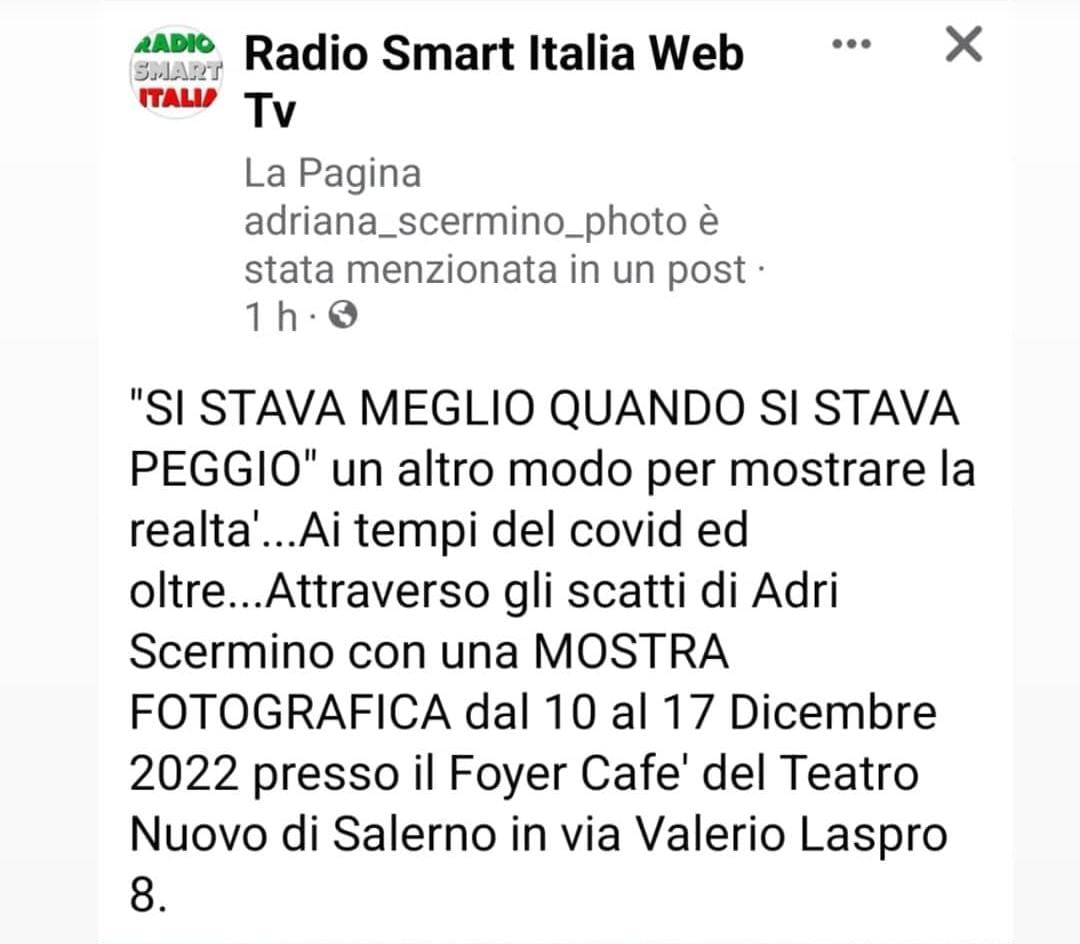 RADIO
SMART
ITALIA
Radio Smart Italia Web
Tv
La Pagina
adriana_scermino_photo è
stata menzionata in un post ·
1 h ·
"SI STAVA MEGLIO QUANDO SI STAVA
PEGGIO" un altro modo per mostrare la
realta'...Ai tempi del covid ed
oltre...Attraverso gli scatti di Adri
Scermino con una MOSTRA
FOTOGRAFICA dal 10 al 17 Dicembre
2022 presso il Foyer Cafe' del Teatro
Nuovo di Salerno in via Valerio Laspro
8.